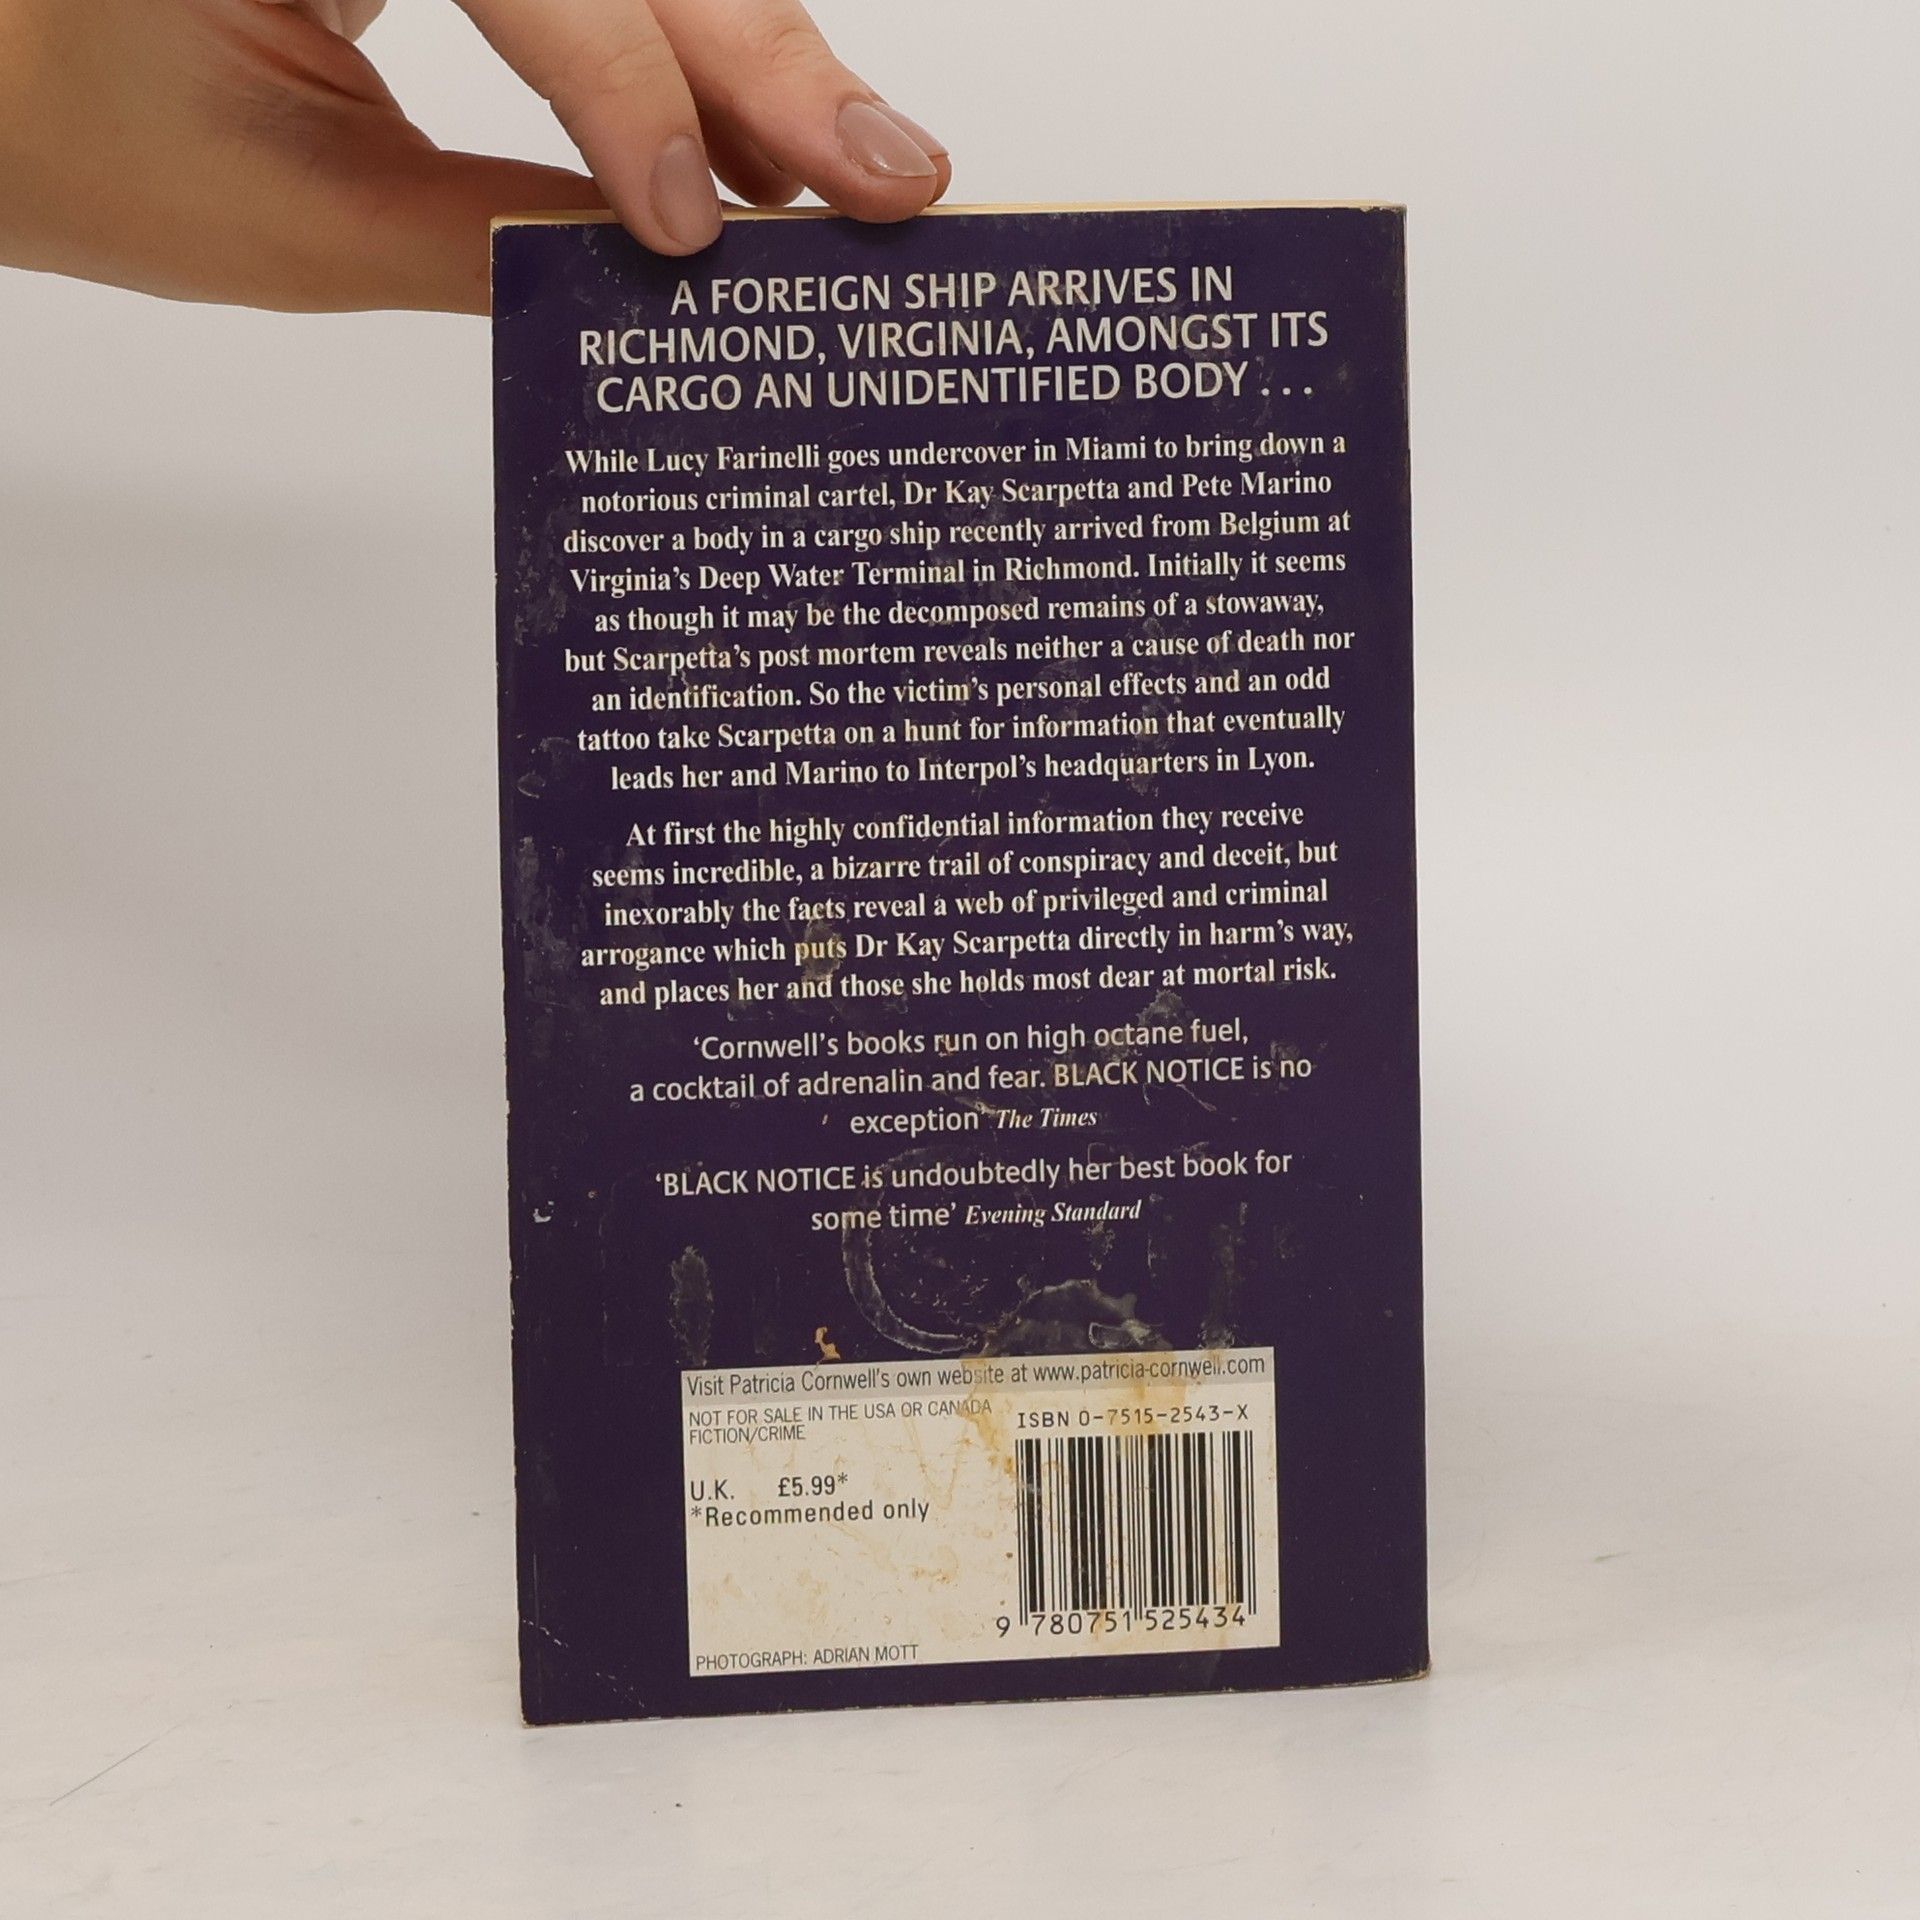 A FOREIGN SHIP ARRIVES IN
RICHMOND, VIRGINIA, AMONGST ITS
CARGO AN UNIDENTIFIED BODY . . .
While Lucy Farinelli goes undercover in Miami to bring down a
notorious criminal cartel, Dr Kay Scarpetta and Pete Marino
discover a body in a cargo ship recently arrived from Belgium at
Virginia's Deep Water Terminal in Richmond. Initially it seems
as though it may be the decomposed remains of a stowaway,
but Scarpetta's post mortem reveals neither a cause of death nor
an identification. So the victim's personal effects and an odd
tattoo take Scarpetta on a hunt for information that eventually
leads her and Marino to Interpol's headquarters in Lyon.
At first the highly confidential information they receive
seems incredible, a bizarre trail of conspiracy and deceit, but
inexorably the facts reveal a web of privileged and criminal
arrogance which puts Dr Kay Scarpetta directly in harm's way,
and places her and those she holds most dear at mortal risk.
'Cornwell's books run on high octane fuel,
a cocktail of adrenalin and fear. BLACK NOTICE is no
exception' The Times
'BLACK NOTICE is undoubtedly her best book for
some time' Evening Standard
Visit Patricia Cornwell's own website at www.patricia-cornwell.com
NOT FOR SALE IN THE USA OR CANADA
FICTION/CRIME
ISBN 0-7515-2543-X
U.K. £5.99*
*Recommended only
9 780751 525434
PHOTOGRAPH: ADRIAN MOTT